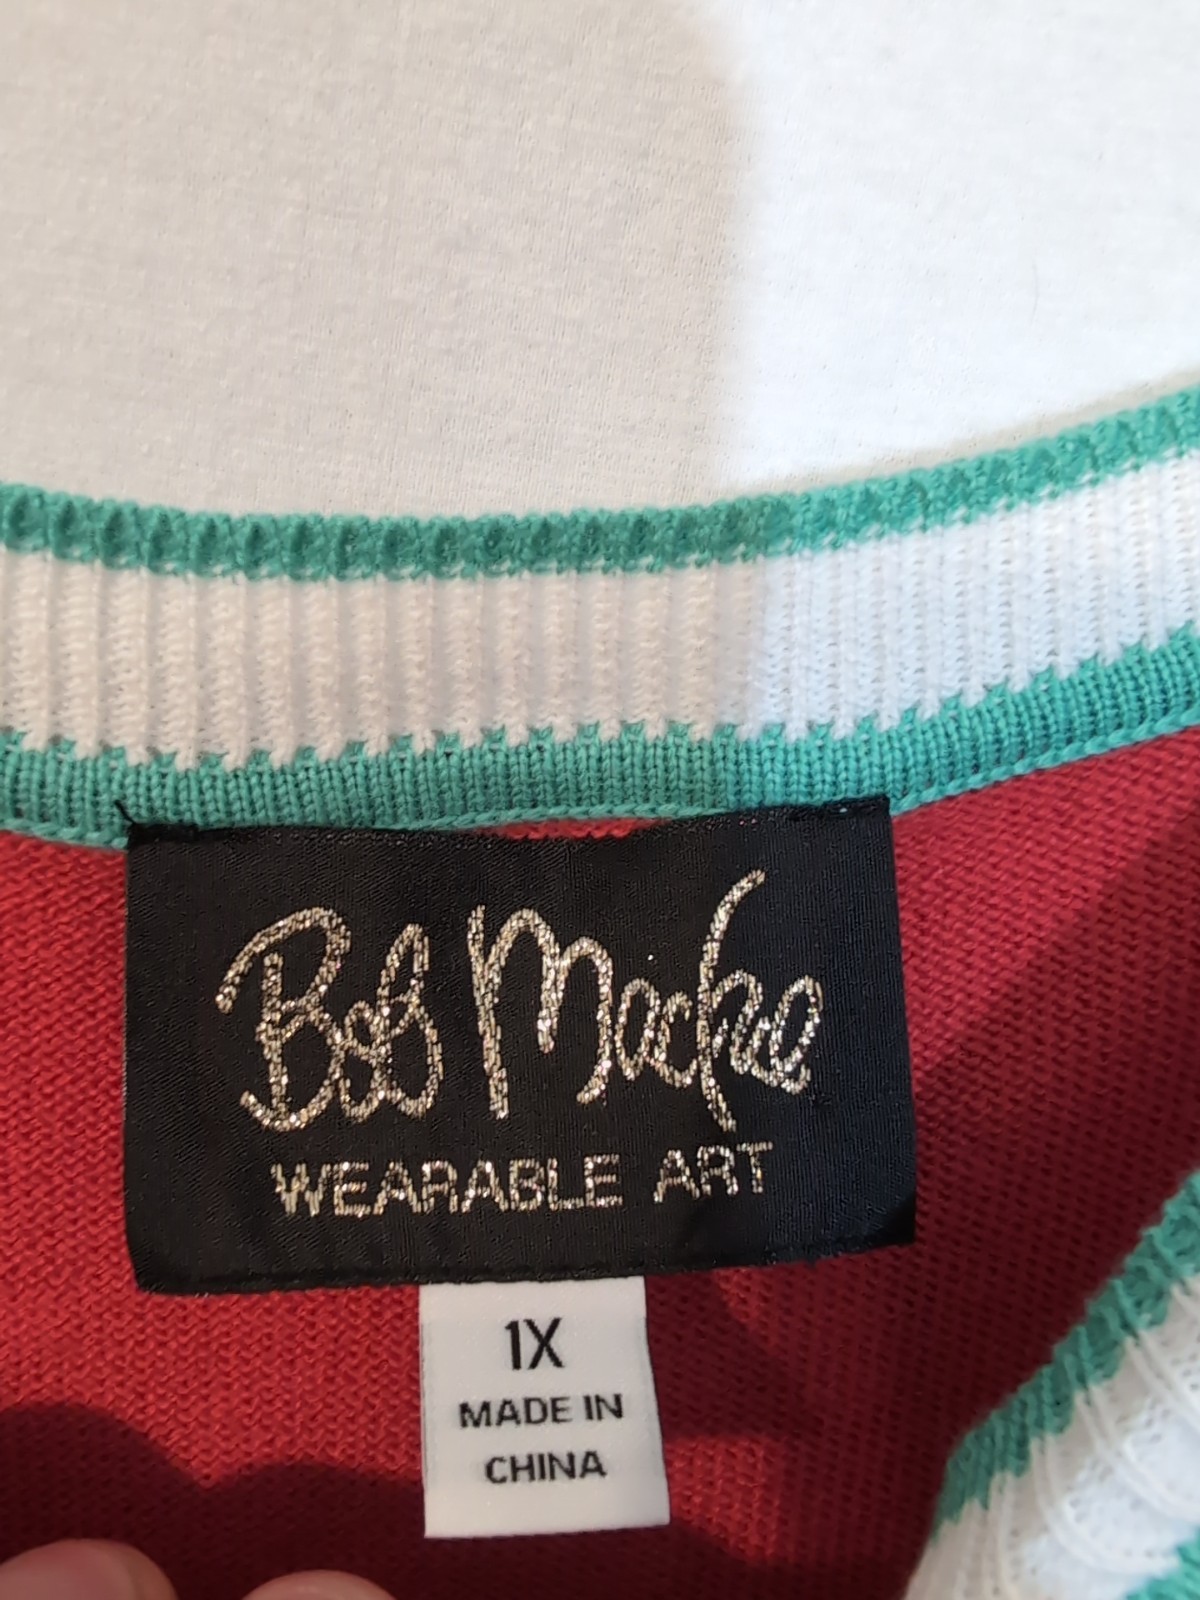 Bob Mackie
WEARABLE ART
1X
MADE IN
CHINA